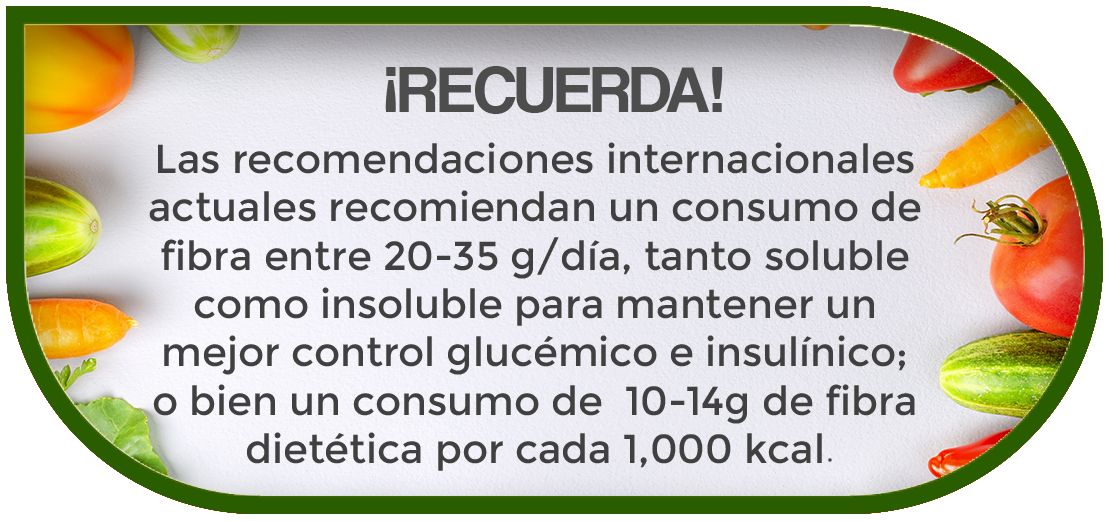 ¡RECUERDA!
Las recomendaciones internacionales
actuales recomiendan un consumo de
fibra entre 20-35 g/día, tanto soluble
como insoluble para mantener un
mejor control glucémico e insulínico;
o bien un consumo de 10-14g de fibra
dietética por cada 1,000 kcal.